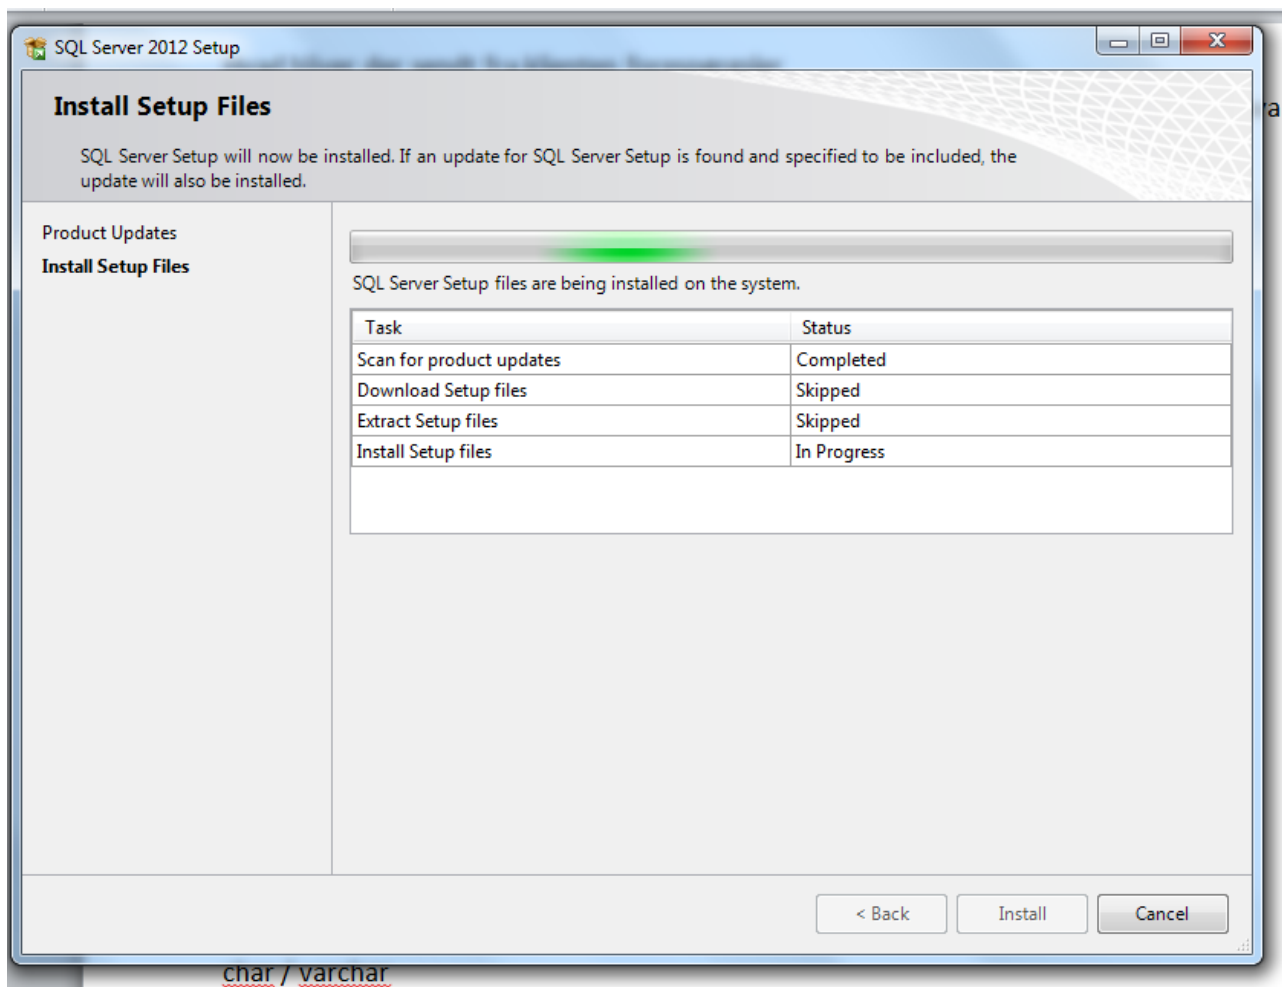 SQL Server 2012 Setup
Install Setup Files
SQL Server Setup will now be installed. If an update for SQL Server Setup is found and specified to be included, the
update will also be installed.
Product Updates
Install Setup Files
SQL Server Setup files are being installed on the system.
Task Status
Scan for product updates Completed
Download Setup files Skipped
Extract Setup files Skipped
Install Setup files In Progress
< Back Install Cancel
char / varchar